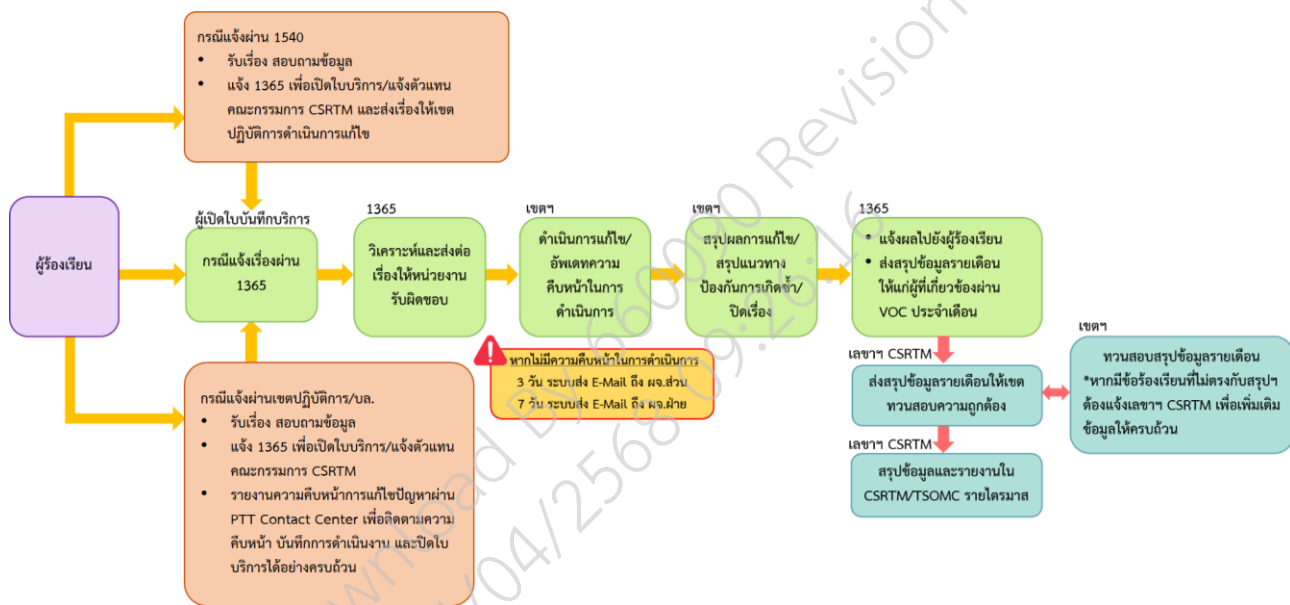 กรณีแจ้งผ่าน 1540
• รับเรื่อง สอบถามข้อมูล
• แจ้ง 1365 เพื่อเปิดใบบริการ/แจ้งตัวแทน
คณะกรรมการ CSRTM และส่งเรื่องให้เขต
ปฏิบัติการดำเนินการแก้ไข
ผู้ร้องเรียน
ผู้เปิดใบบันทึกบริการ
กรณีแจ้งเรื่องผ่าน
1365
1365
วิเคราะห์และส่งต่อ
เรื่องให้หน่วยงาน
รับผิดชอบ
เขตฯ
ดำเนินการแก้ไข/
อัพเดทความ
คืบหน้าในการ
ดำเนินการ
เขตฯ
สรุปผลการแก้ไข/
สรุปแนวทาง
ป้องกันการเกิดซ้ำ/
ปิดเรื่อง
1365
• แจ้งผลไปยังผู้ร้องเรียน
• ส่งสรุปข้อมูลรายเดือน
ให้แก่ผู้ที่เกี่ยวข้องผ่าน
VOC ประจำเดือน
หากไม่มีความคืบหน้าในการดำเนินการ
3 วัน ระบบส่ง E-Mail ถึง ผจ.ส่วน
7 วัน ระบบส่ง E-Mail ถึง ผจ.ฝ่าย
กรณีแจ้งผ่านเขตปฏิบัติการ/บล.
• รับเรื่อง สอบถามข้อมูล
• แจ้ง 1365 เพื่อเปิดใบบริการ/แจ้งตัวแทน
คณะกรรมการ CSRTM
• รายงานความคืบหน้าการแก้ไขปัญหาผ่าน
PTT Contact Center เพื่อติดตามความ
คืบหน้า บันทึกการดำเนินงาน และปิดใบ
บริการได้อย่างครบถ้วน
เลขาฯ CSRTM
ส่งสรุปข้อมูลรายเดือนให้เขต
ทวนสอบความถูกต้อง
เขตฯ
ทวนสอบสรุปข้อมูลรายเดือน
*หากมีข้อร้องเรียนที่ไม่ตรงกับสรุปฯ
ต้องแจ้งเลขาฯ CSRTM เพื่อเพิ่มเติม
ข้อมูลให้ครบถ้วน
เลขาฯ CSRTM
สรุปข้อมูลและรายงานใน
CSRTM/TSOMC รายไตรมาส
wnload By 660090 Revision
/04/2568 09:26:16